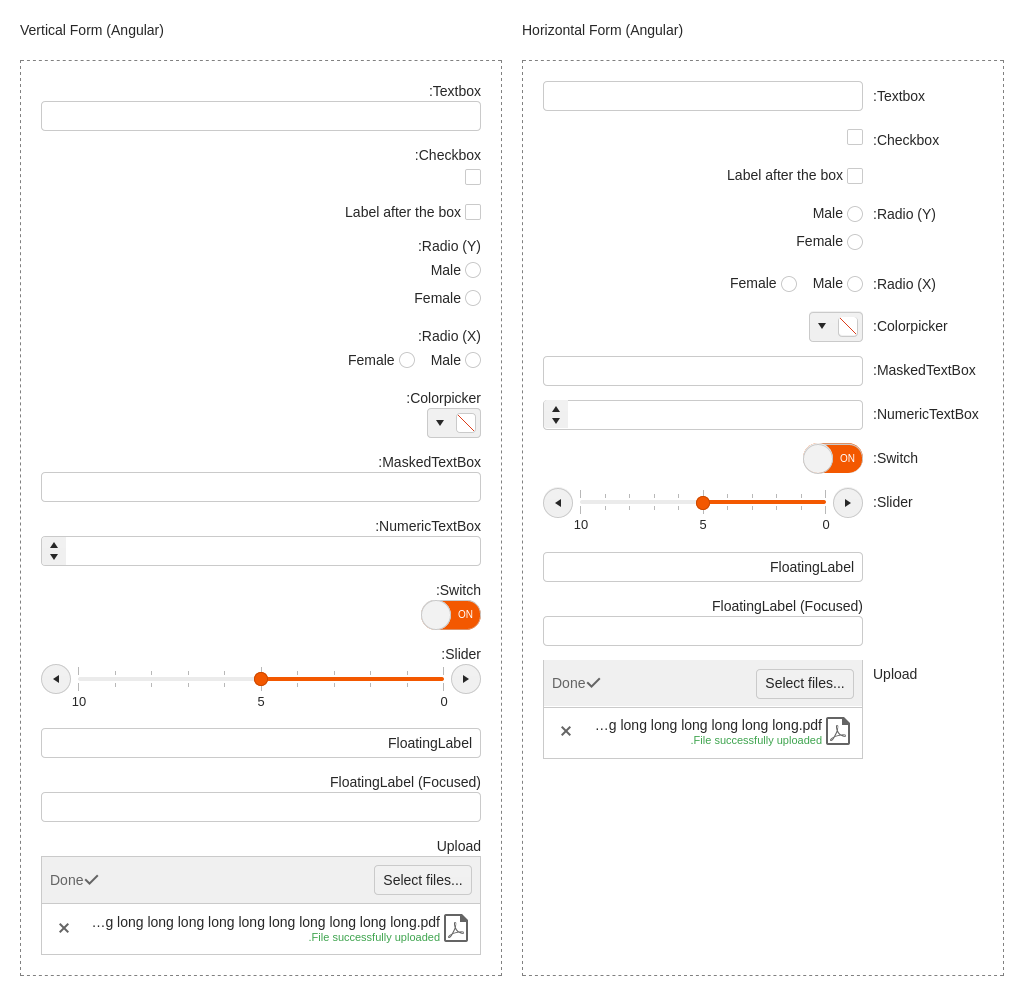 Vertical Form (Angular)
:Textbox
:Checkbox
Label after the box
:Radio (Y)
Male
Female
:Radio (X)
Female Male
:Colorpicker
:MaskedTextBox
:NumericTextBox
:Switch
ON
:Slider
10 5 0
FloatingLabel
FloatingLabel (Focused)
Upload
Done Select files...
...g long long long long long long long long long long.pdf
.File successfully uploaded
Horizontal Form (Angular)
:Textbox
:Checkbox
Label after the box
Male :Radio (Y)
Female
Female Male :Radio (X)
:Colorpicker
:MaskedTextBox
:NumericTextBox
ON :Switch
:Slider
10 5 0
FloatingLabel
FloatingLabel (Focused)
Upload
Done Select files...
...g long long long long long long.pdf
.File successfully uploaded